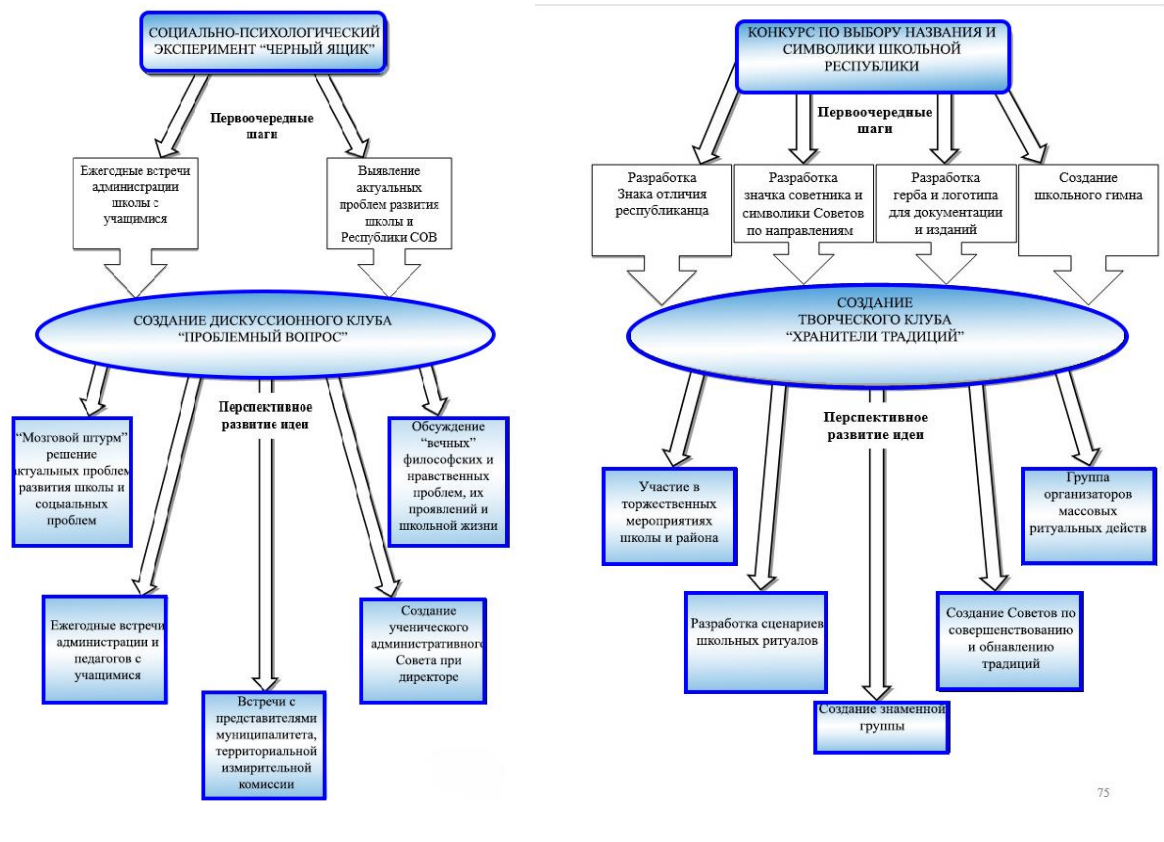 СОЦИАЛЬНО-ПСИХОЛОГИЧЕСКИЙ
ЭКСПЕРИМЕНТ “ЧЕРНЫЙ ЯЩИК”
Первоочередные
шаги
Ежегодные встречи
администрации
школы с
учащимися
Выявление
актуальных
проблем развития
школы и
Республики СОВ
СОЗДАНИЕ ДИСКУССИОННОГО КЛУБА
“ПРОБЛЕМНЫЙ ВОПРОС”
Перспективное
развитие идеи
“Мозговой штурм”
решение
актуальных проблем
развития школы и
социальных
проблем
Обсуждение
“вечных”
философских и
нравственных
проблем, их
проявлений и
школьной жизни
Ежегодные встречи
администрации и
педагогов с
учащимися
Создание
ученического
административного
Совета при
директоре
Встречи с
представителями
муниципалитета,
территориальной
измирительной
комиссии
КОНКУРС ПО ВЫБОРУ НАЗВАНИЯ И
СИМВОЛИКИ ШКОЛЬНОЙ
РЕСПУБЛИКИ
Первоочередные
шаги
Разработка
Знака отличия
республиканца
Разработка
значка советника и
символики Советов
по направлениям
Разработка
герба и логотипа
для документации
и изданий
Создание
школьного гимна
СОЗДАНИЕ
ТВОРЧЕСКОГО КЛУБА
“ХРАНИТЕЛИ ТРАДИЦИЙ”
Перспективное
развитие идеи
Участие в
торжественных
мероприятиях
школы и района
Группа
организаторов
массовых
ритуальных действ
Разработка сценариев
школьных ритуалов
Создание Советов по
совершенствованию
и обнавлению
традиций
Создание знаменной
группы
75